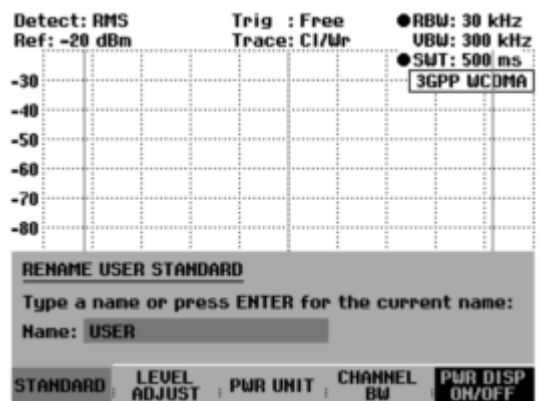 Detect: RMS Trig : Free ●RBW: 30 kHz
Ref: -20 dBm Trace: Cl/Wr VBW: 300 kHz
●SWT: 500 ms
3GPP WCDMA
-30
-40
-50
-60
-70
-80
RENAME USER STANDARD
Type a name or press ENTER for the current name:
Name: USER
STANDARD LEVEL ADJUST PWR UNIT CHANNEL BW PWR DISP ON/OFF